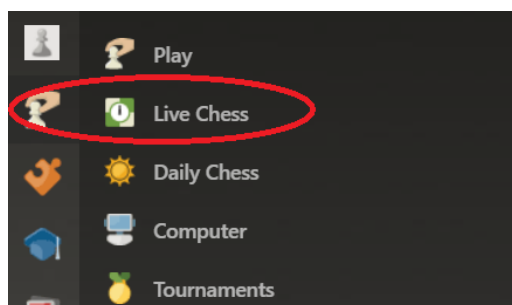 Play
Live Chess
Daily Chess
Computer
Tournaments